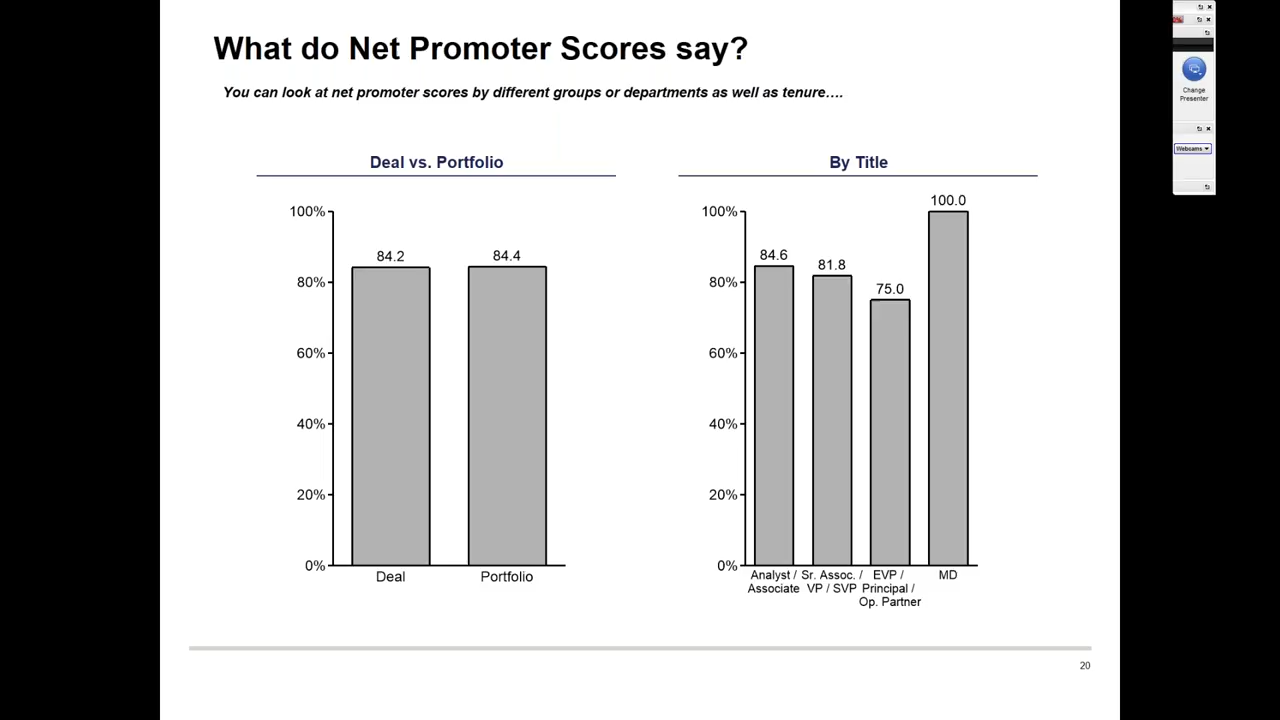 What do Net Promoter Scores say?
You can look at net promoter scores by different groups or departments as well as tenure….
Deal vs. Portfolio
100%
80%
60%
40%
20%
0%
84.2
84.4
Deal
Portfolio
By Title
100%
80%
60%
40%
20%
0%
84.6
81.8
75.0
100.0
Analyst /
Associate
Sr. Assoc. /
VP / SVP
EVP /
Principal /
Op. Partner
MD
20
Change
Presenter
Webcams